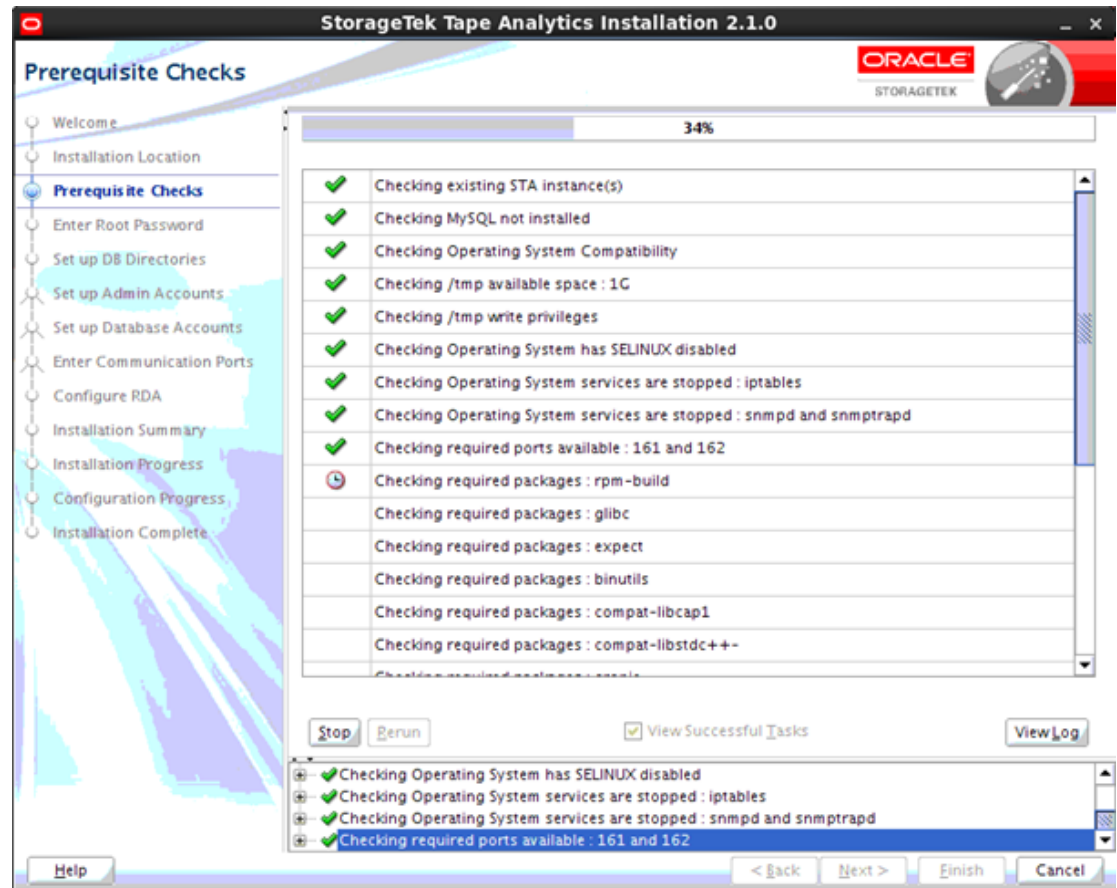 StorageTek Tape Analytics Installation 2.1.0
Prerequisite Checks
ORACLE
STORAGETEK
Welcome
Installation Location
Prerequisite Checks
Enter Root Password
Set up DB Directories
Set up Admin Accounts
Set up Database Accounts
Enter Communication Ports
Configure RDA
Installation Summary
Installation Progress
Configuration Progress
Installation Complete
34%
Checking existing STA instance(s)
Checking MySQL not installed
Checking Operating System Compatibility
Checking /tmp available space : 1G
Checking /tmp write privileges
Checking Operating System has SELINUX disabled
Checking Operating System services are stopped : iptables
Checking Operating System services are stopped : snmpd and snmptrapd
Checking required ports available : 161 and 162
Checking required packages : rpm-build
Checking required packages : glibc
Checking required packages : expect
Checking required packages : binutils
Checking required packages : compat-libcap1
Checking required packages : compat-libstdc++-
Stop
Rerun
View Successful Tasks
View Log
Checking Operating System has SELINUX disabled
Checking Operating System services are stopped : iptables
Checking Operating System services are stopped : snmpd and snmptrapd
Checking required ports available : 161 and 162
Help
< Back
Next >
Finish
Cancel